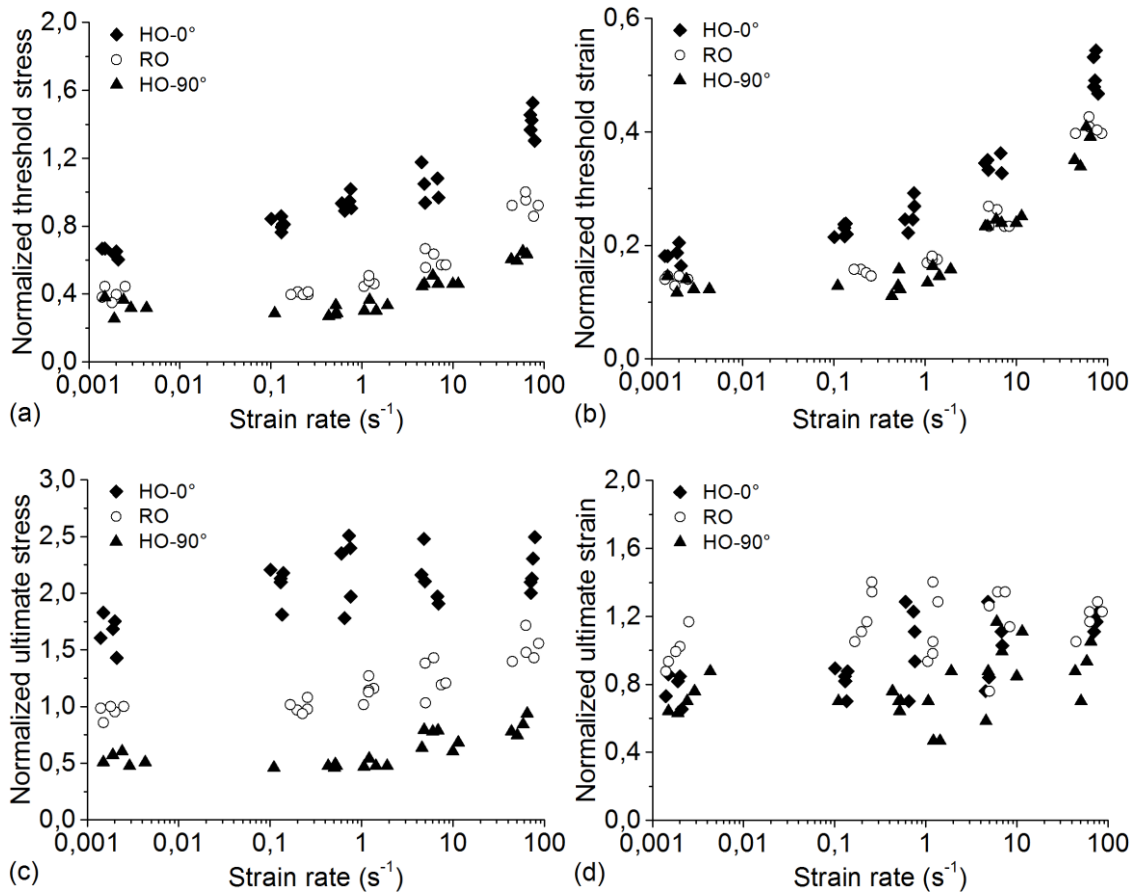 2,0
1,6
1,2
0,8
0,4
0,0
Normalized threshold stress
HO-0°
RO
HO-90°
0,001 0,01 0,1 1 10 100
(a) Strain rate (s⁻¹)
0,6
0,4
0,2
0,0
Normalized threshold strain
HO-0°
RO
HO-90°
0,001 0,01 0,1 1 10 100
(b) Strain rate (s⁻¹)
3,0
2,5
2,0
1,5
1,0
0,5
0,0
Normalized ultimate stress
HO-0°
RO
HO-90°
0,001 0,01 0,1 1 10 100
(c) Strain rate (s⁻¹)
2,0
1,6
1,2
0,8
0,4
0,0
Normalized ultimate strain
HO-0°
RO
HO-90°
0,001 0,01 0,1 1 10 100
(d) Strain rate (s⁻¹)